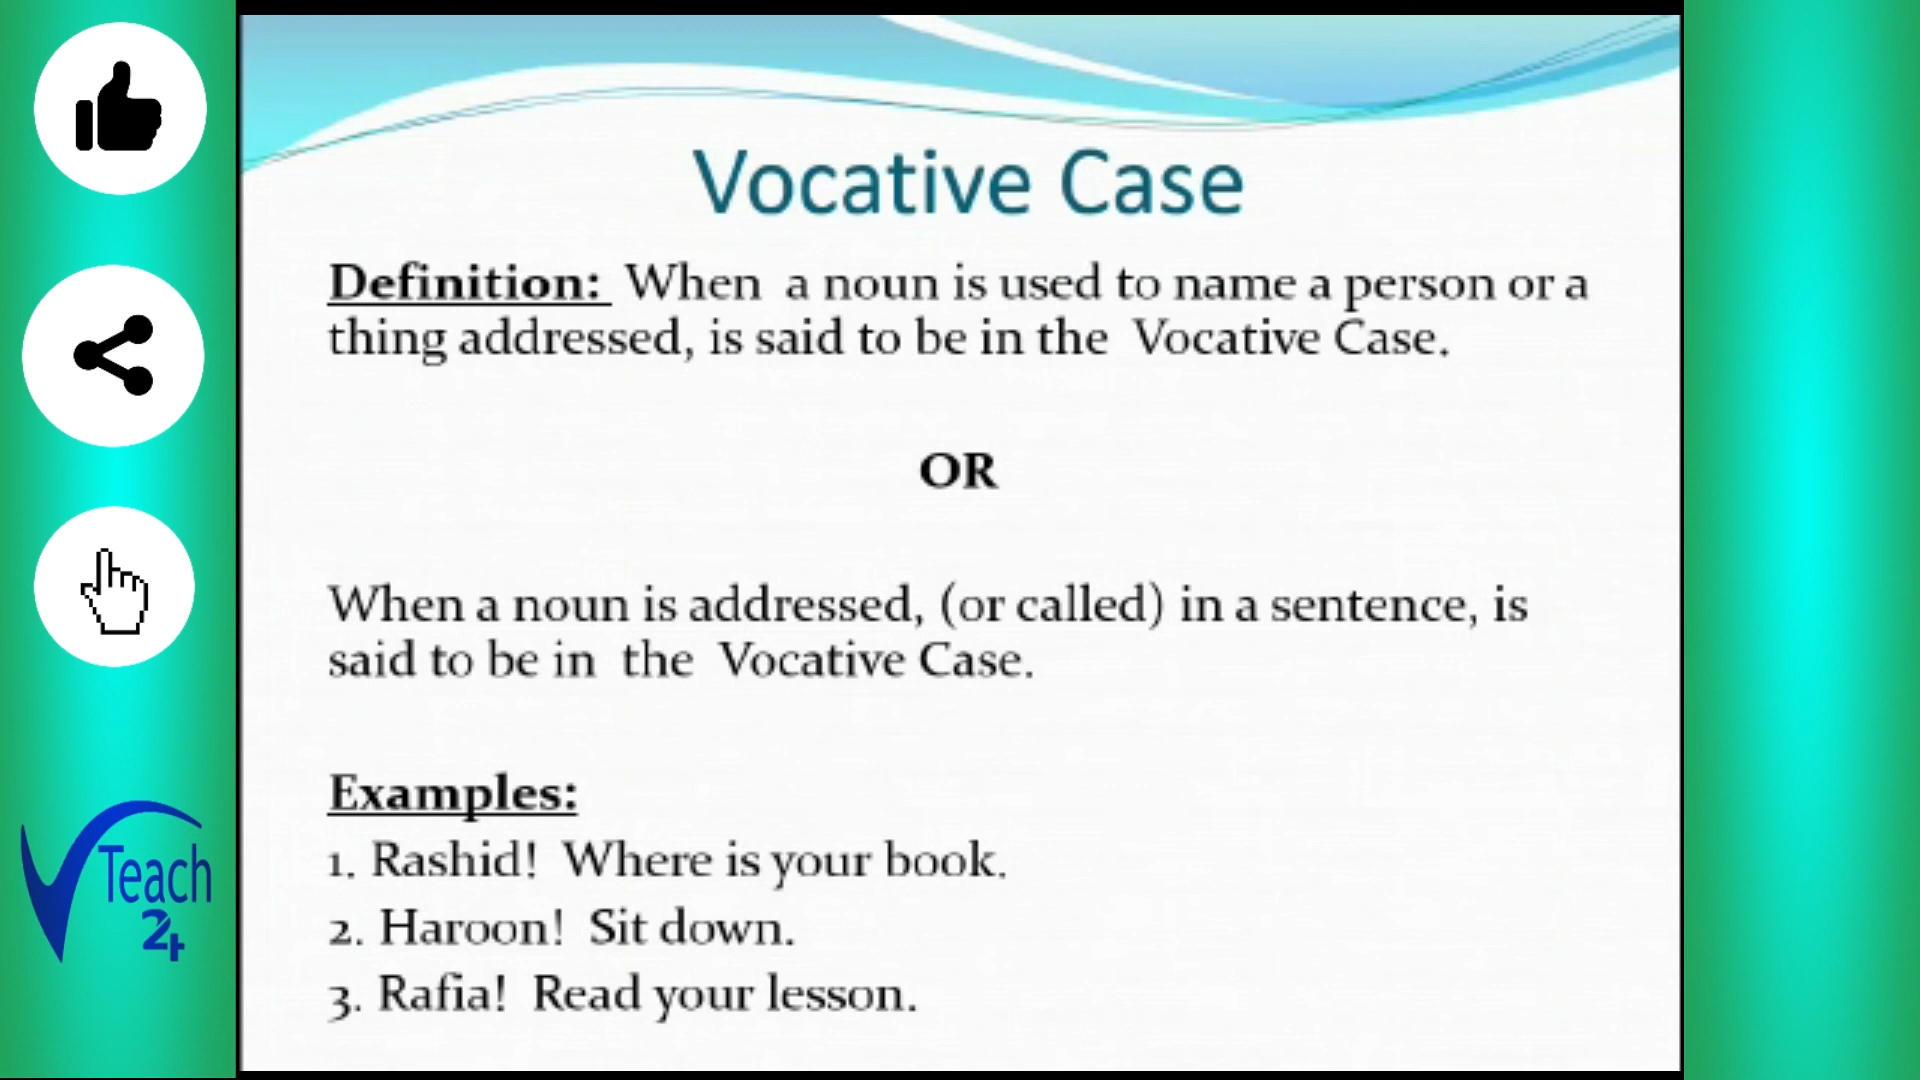 Vocative Case
Definition: When a noun is used to name a person or a
thing addressed, is said to be in the Vocative Case.
OR
When a noun is addressed, (or called) in a sentence, is
said to be in the Vocative Case.
Examples:
1. Rashid! Where is your book.
2. Haroon! Sit down.
3. Rafia! Read your lesson.
Teach
24